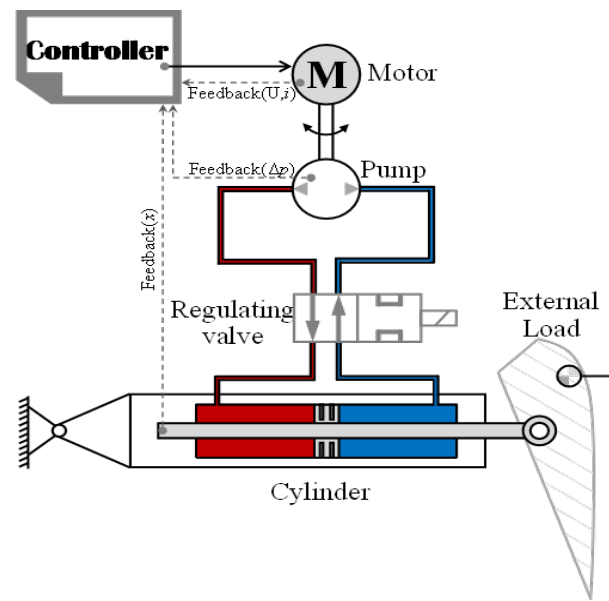 Controller
M
Motor
Feedback(U,i)
Feedback(Δp)
Pump
Feedback(x)
Regulating
valve
External
Load
Cylinder